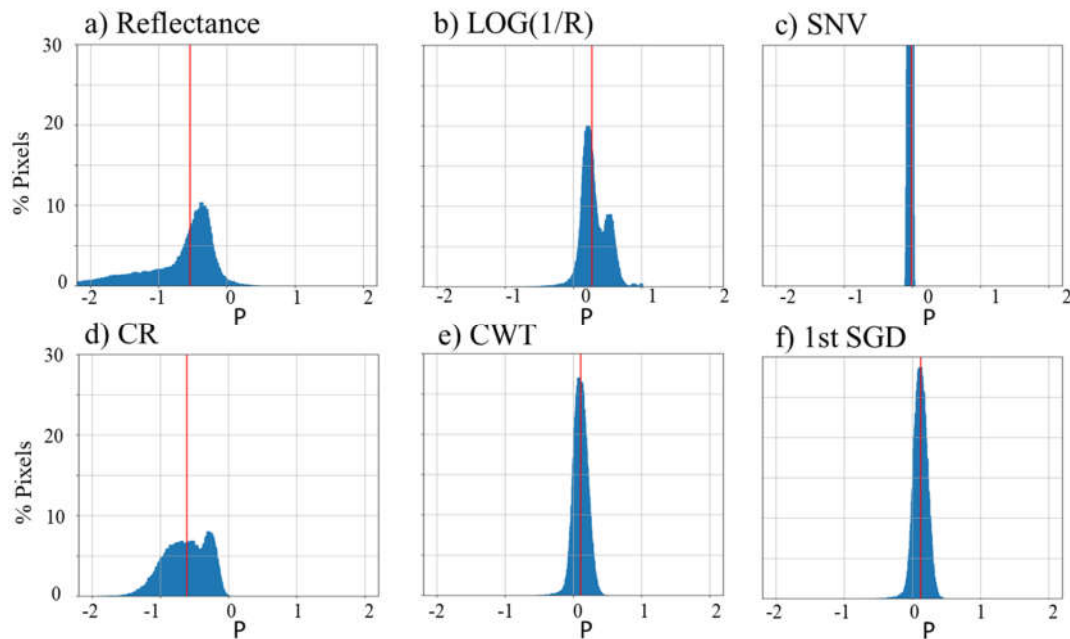 a) Reflectance
b) LOG(1/R)
c) SNV
30
20
10
0
% Pixels
-2 -1 0 1 2
P
-2 -1 0 1 2
P
-2 -1 0 1 2
P
d) CR
e) CWT
f) 1st SGD
30
20
10
0
% Pixels
-2 -1 0 1 2
P
-2 -1 0 1 2
P
-2 -1 0 1 2
P